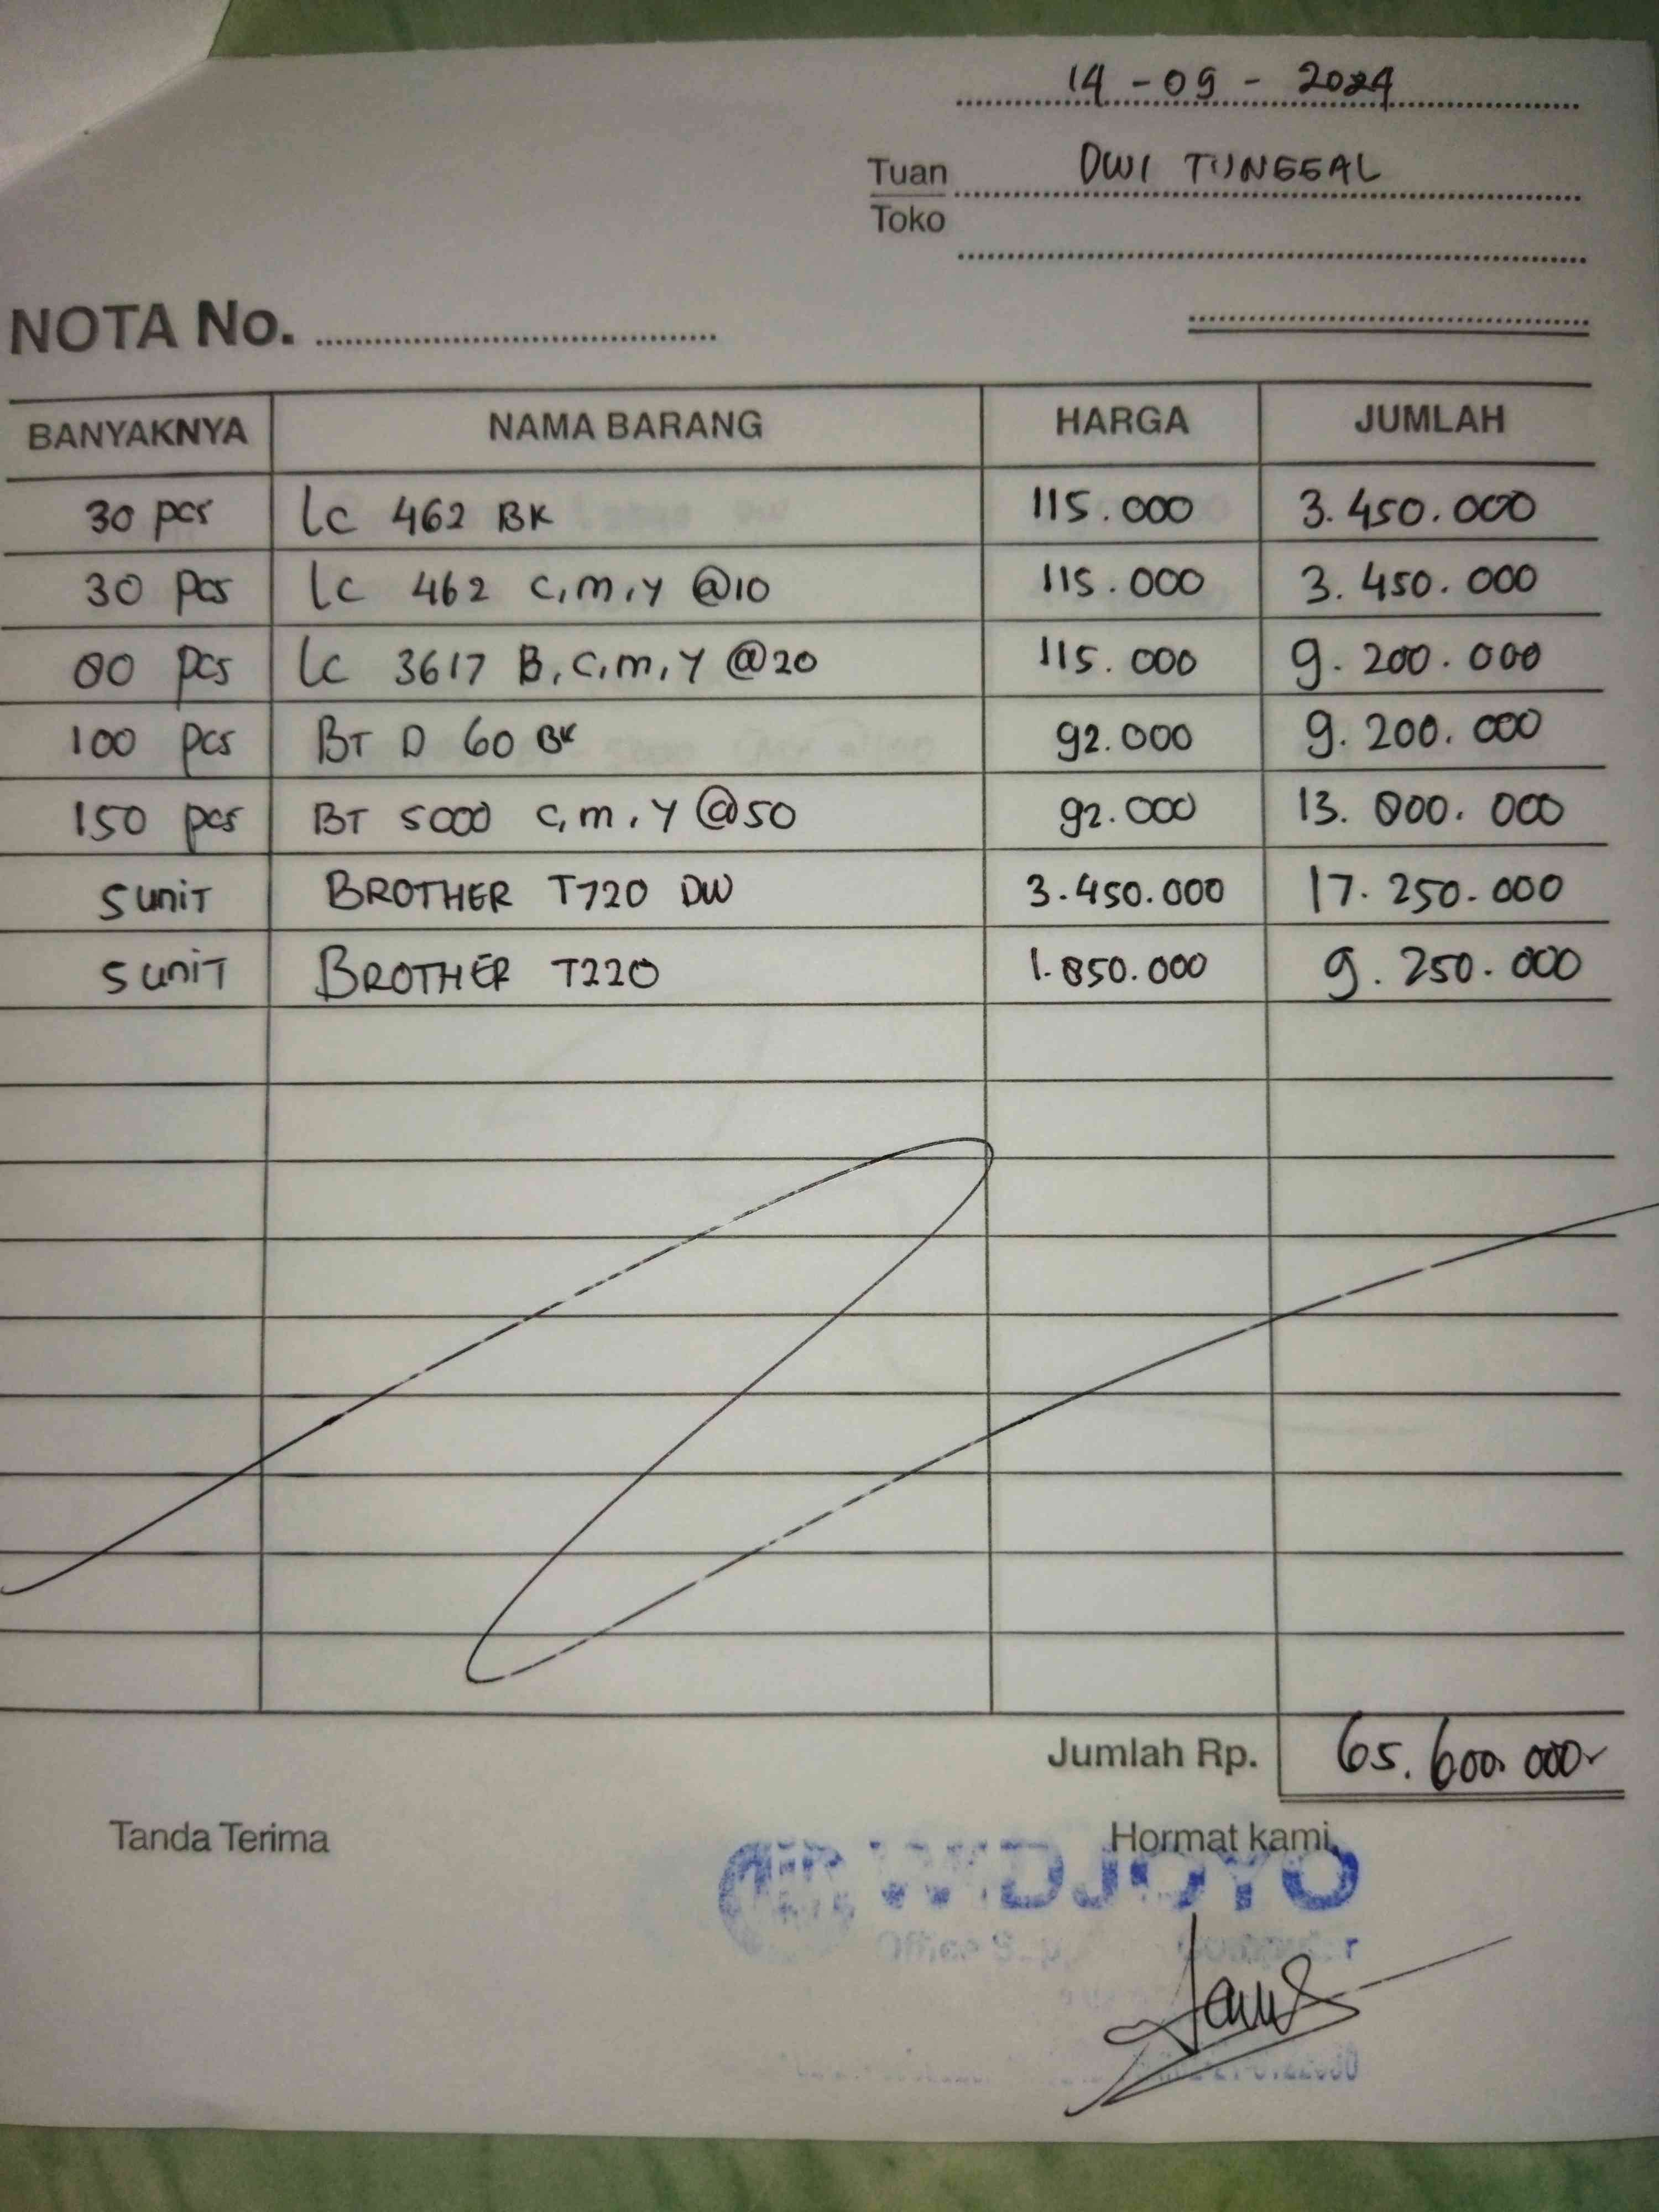 14 - 09 - 2024
Tuan DWI TUNGGAL
Toko
NOTA No.
BANYAKNYA NAMA BARANG HARGA JUMLAH
30 pcs LC 462 BK 115.000 3.450.000
30 pcs LC 462 C,M,Y @10 115.000 3.450.000
80 pcs LC 3617 B,C,M,Y @20 115.000 9.200.000
100 pcs BT D 60 BK 92.000 9.200.000
150 pcs BT 5000 C,M,Y @50 92.000 13.800.000
5 UNIT BROTHER T720 DW 3.450.000 17.250.000
5 UNIT BROTHER T220 1.850.000 9.250.000
Jumlah Rp. 65.600.000
Tanda Terima Hormat kami,
WIDJOYO